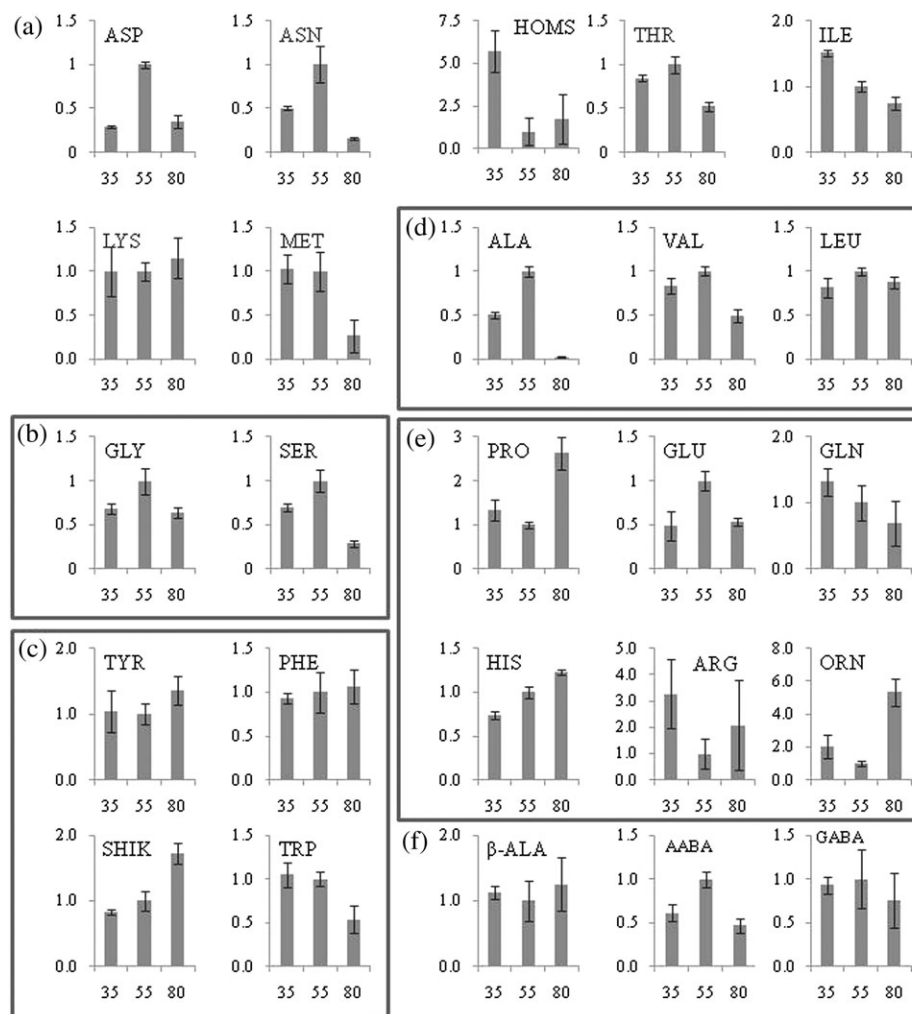 (a)
ASP
1.5
1
0.5
0
35 55 80
ASN
1.5
1
0.5
0
35 55 80
HOMS
7.5
5.0
2.5
0.0
35 55 80
THR
1.5
1
0.5
0
35 55 80
ILE
2.0
1.0
0.0
35 55 80
LYS
1.5
1.0
0.5
0.0
35 55 80
MET
1.5
1.0
0.5
0.0
35 55 80
(d)
ALA
1.5
1
0.5
0
35 55 80
VAL
1.5
1
0.5
0
35 55 80
LEU
1.5
1
0.5
0
35 55 80
(b)
GLY
1.5
1
0.5
0
35 55 80
SER
1.5
1
0.5
0
35 55 80
(e)
PRO
3
2
1
0
35 55 80
GLU
1.5
1
0.5
0
35 55 80
GLN
2.0
1.0
0.0
35 55 80
HIS
1.5
1.0
0.5
0.0
35 55 80
ARG
5.0
4.0
3.0
2.0
1.0
0.0
35 55 80
ORN
8.0
6.0
4.0
2.0
0.0
35 55 80
(c)
TYR
2.0
1.0
0.0
35 55 80
PHE
1.5
1.0
0.5
0.0
35 55 80
SHIK
2.0
1.0
0.0
35 55 80
TRP
1.5
1.0
0.5
0.0
35 55 80
(f)
β-ALA
2.0
1.0
0.0
35 55 80
AABA
1.5
1.0
0.5
0.0
35 55 80
GABA
1.5
1.0
0.5
0.0
35 55 80